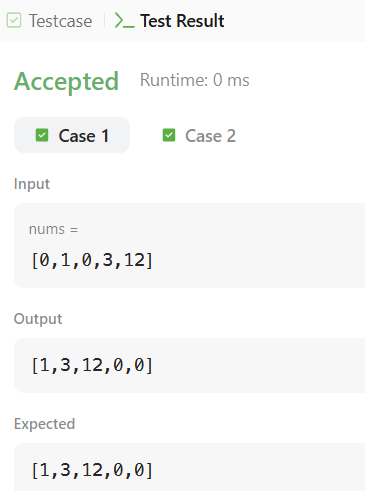 Testcase Test Result
Accepted Runtime: 0 ms
Case 1 Case 2
Input
nums =
[0,1,0,3,12]
Output
[1,3,12,0,0]
Expected
[1,3,12,0,0]